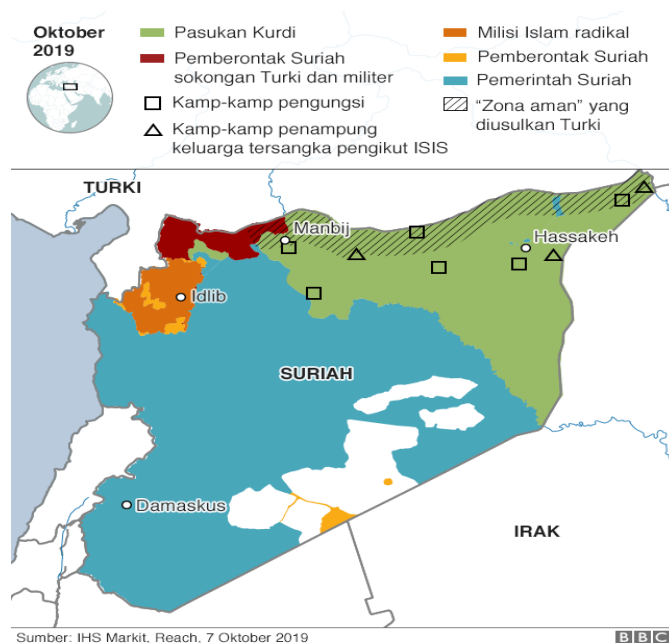 Oktober
2019
Pasukan Kurdi
Pemberontak Suriah
sokongan Turki dan militer
Kamp-kamp pengungsi
Kamp-kamp penampung
keluarga tersangka pengikut ISIS
Milisi Islam radikal
Pemberontak Suriah
Pemerintah Suriah
“Zona aman” yang
diusulkan Turki
TURKI
Manbij
Hassakeh
Idlib
SURIAH
Damaskus
IRAK
Sumber: IHS Markit, Reach, 7 Oktober 2019
BBC